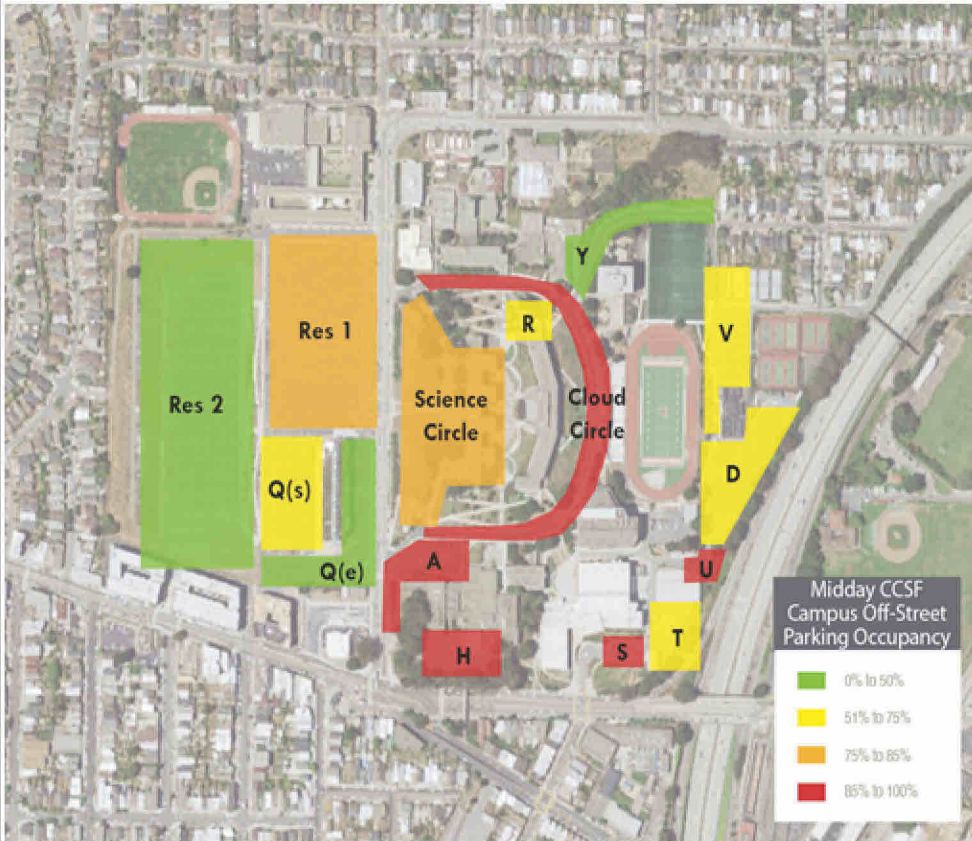 Y
R
V
Res 1
Res 2
Science
Circle
Cloud
Circle
Q(s)
D
Q(e)
A
U
H
S
T
Midday CCSF
Campus Off-Street
Parking Occupancy
0% to 50%
51% to 75%
75% to 85%
85% to 100%